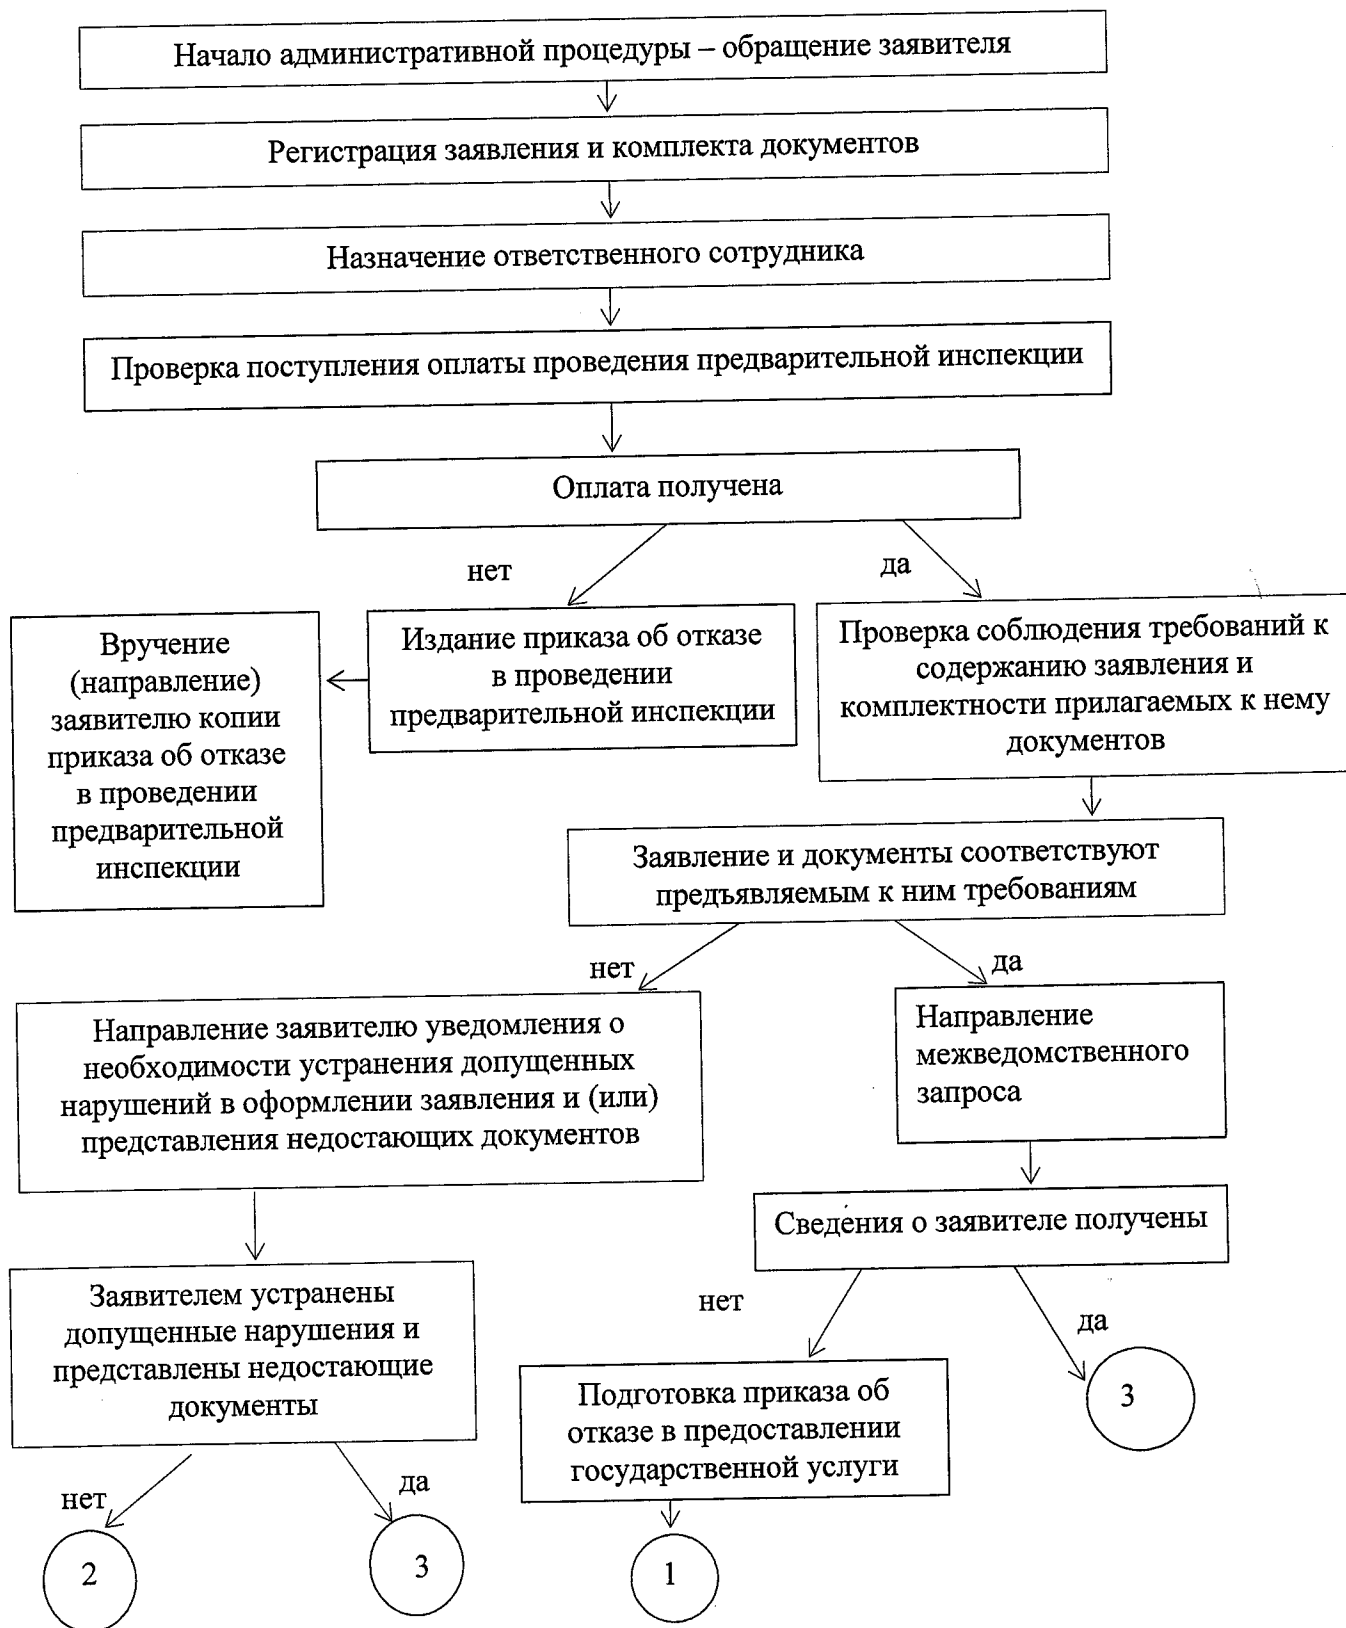 Начало административной процедуры – обращение заявителя
Регистрация заявления и комплекта документов
Назначение ответственного сотрудника
Проверка поступления оплаты проведения предварительной инспекции
Оплата получена
нет
да
Вручение
(направление)
заявителю копии
приказа об отказе
в проведении
предварительной
инспекции
Издание приказа об отказе
в проведении
предварительной инспекции
Проверка соблюдения требований к
содержанию заявления и
комплектности прилагаемых к нему
документов
Заявление и документы соответствуют
предъявляемым к ним требованиям
нет
да
Направление заявителю уведомления о
необходимости устранения допущенных
нарушений в оформлении заявления и (или)
представления недостающих документов
Направление
межведомственного
запроса
Сведения о заявителе получены
нет
да
Заявителем устранены
допущенные нарушения и
представлены недостающие
документы
Подготовка приказа об
отказе в предоставлении
государственной услуги
3
нет
да
2
3
1